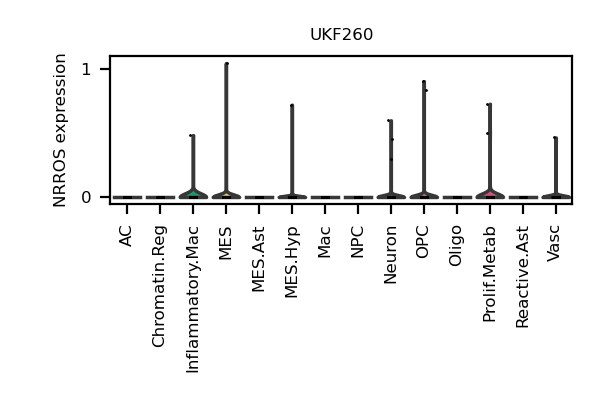 UKF260
NRROS expression
1
0
AC
Chromatin.Reg
Inflammatory.Mac
MES
MES.Ast
MES.Hyp
Mac
NPC
Neuron
OPC
Oligo
Prolif.Metab
Reactive.Ast
Vasc